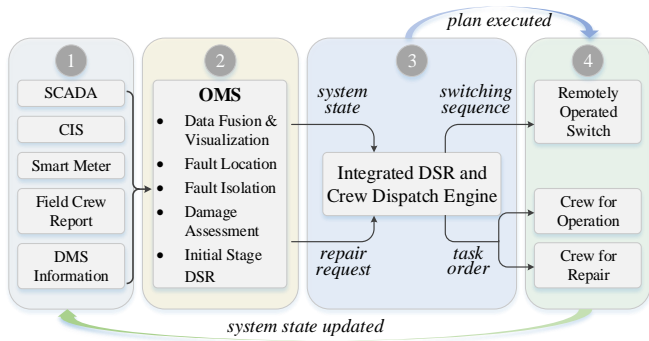 plan executed
1
SCADA
CIS
Smart Meter
Field Crew
Report
DMS
Information
2
OMS
• Data Fusion &
Visualization
• Fault Location
• Fault Isolation
• Damage
Assessment
• Initial Stage
DSR
3
system
state
switching
sequence
Integrated DSR and
Crew Dispatch Engine
repair
request
task
order
4
Remotely
Operated
Switch
Crew for
Operation
Crew for
Repair
system state updated